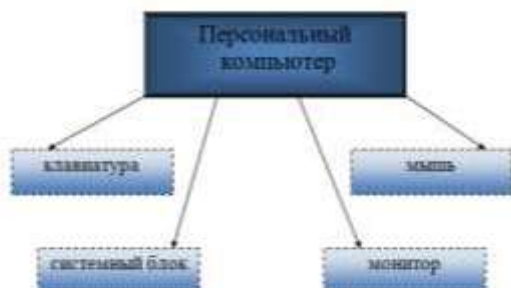 Персональный
компьютер
клавиатура
мышь
системный блок
монитор